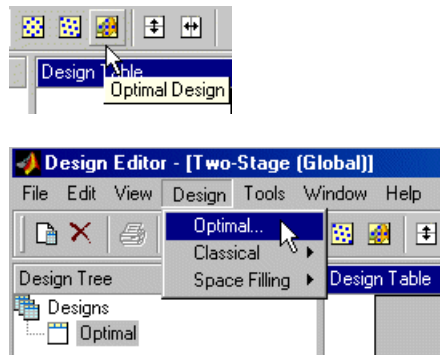 Design Table
Optimal Design
Design Editor - [Two-Stage (Global)]
File Edit View Design Tools Window Help
Optimal...
Classical
Space Filling
Design Tree
Design Table
Designs
Optimal